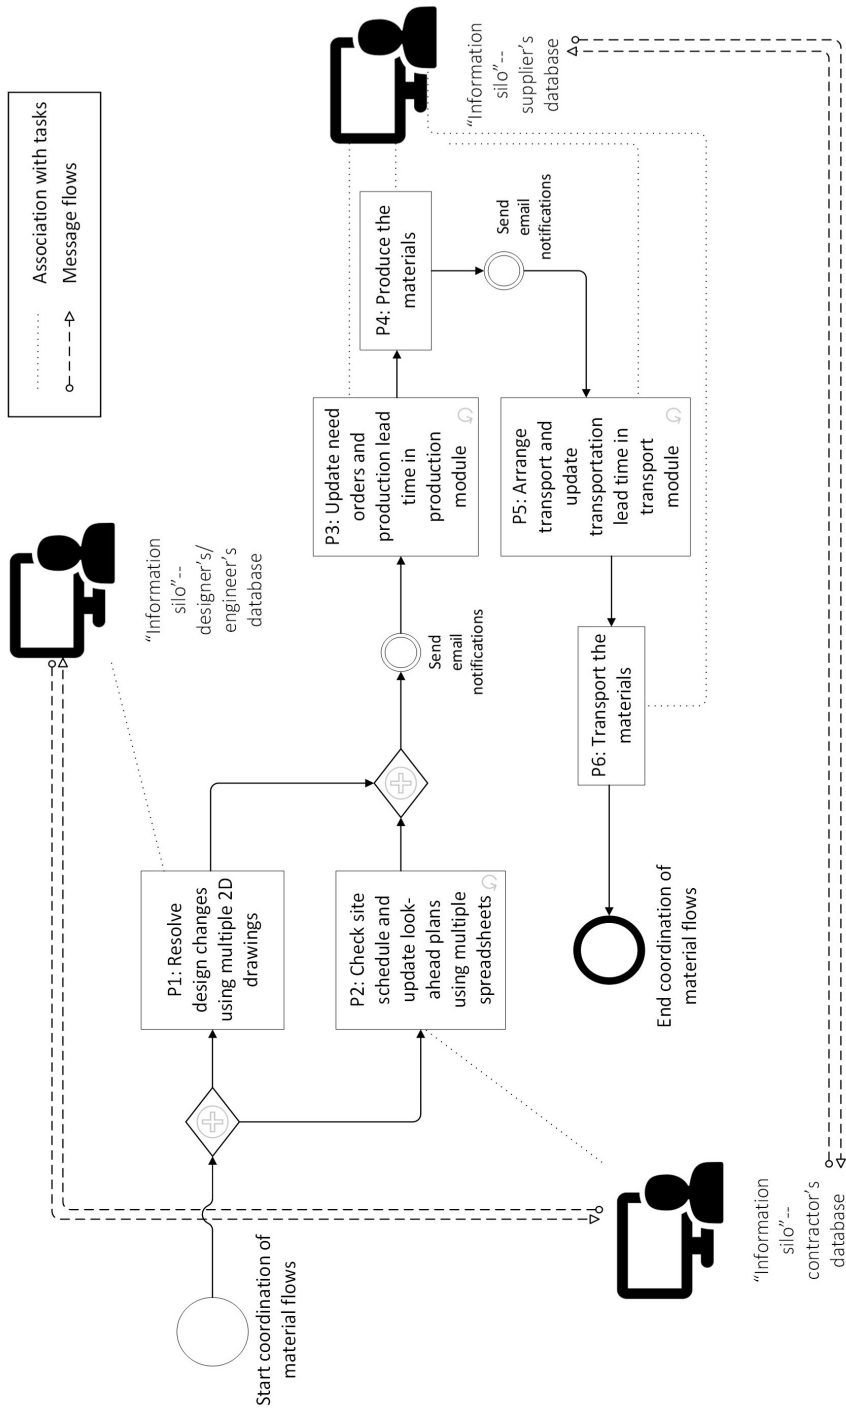 Association with tasks
Message flows
"Information
silo"--
designer's/
engineer's
database
"Information
silo"--
supplier's
database
Start coordination of
material flows
P1: Resolve
design changes
using multiple 2D
drawings
P2: Check site
schedule and
update look-
ahead plans
using multiple
spreadsheets
Send
email
notifications
P3: Update need
orders and
production lead
time in
production
module
P4: Produce the
materials
Send
email
notifications
P5: Arrange
transport and
update
transportation
lead time in
transport
module
P6: Transport the
materials
End coordination of
material flows
"Information
silo"--
contractor's
database